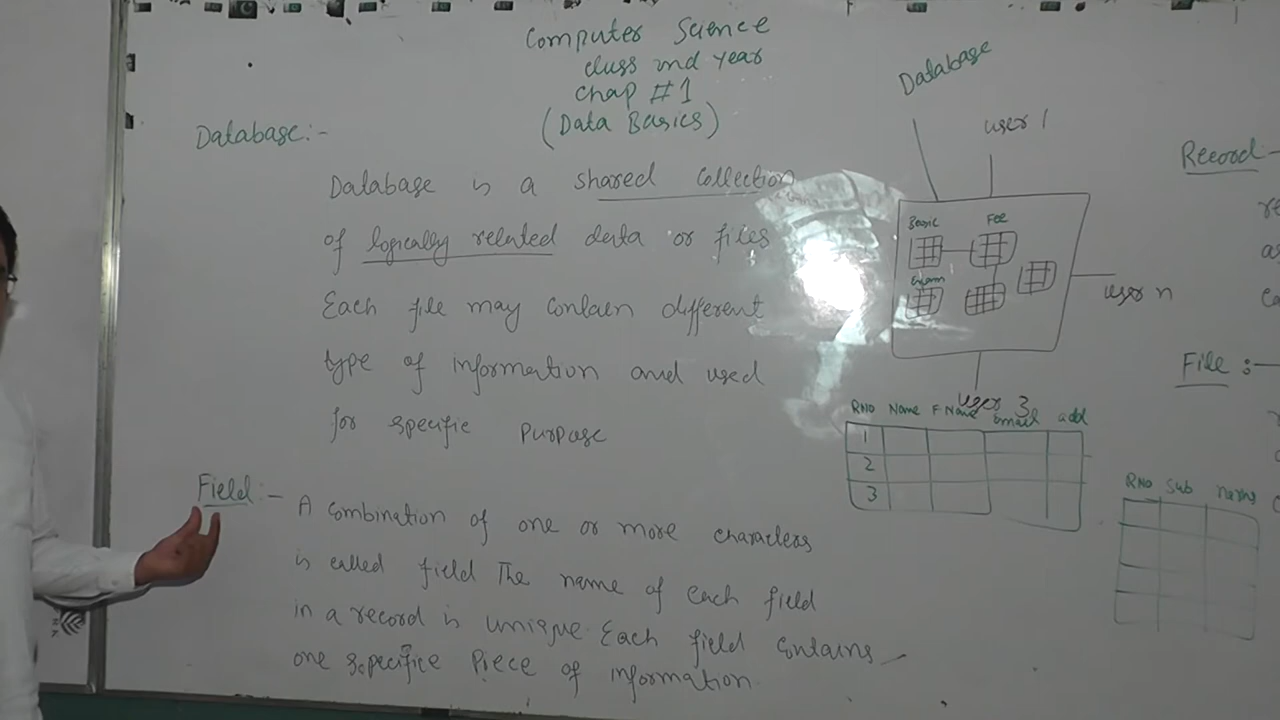 Computer Science
class 2nd year
chap #1
(Data Basics)
Database:-
Database is a shared collection
of logically related data or files
Each file may contain different
type of information and used
for specific purpose
Field:-
A combination of one or more characters
is called field The name of each field
in a record is unique. Each field contains
one specific Piece of information
Database
user 1
Basic Fee
Exam
user n
user 3
RNO Name F-Name email add
1
2
3
Record-
File:-
RNO Sub